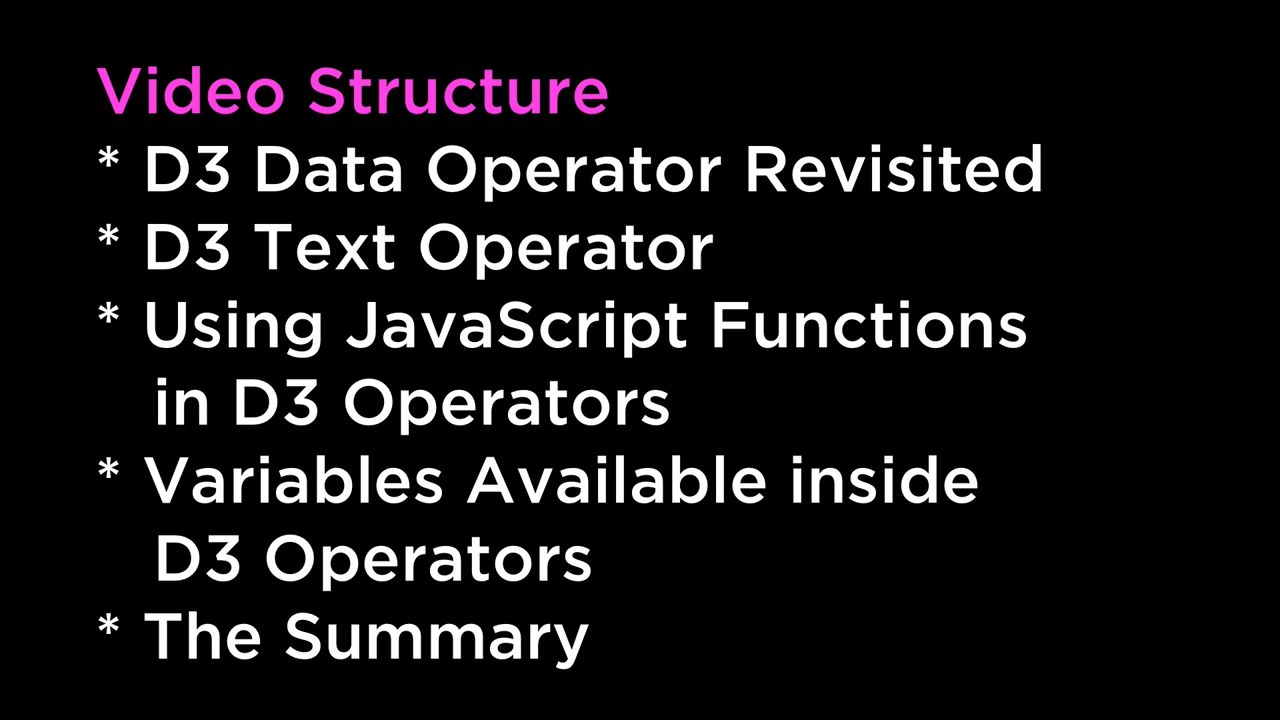 Video Structure
* D3 Data Operator Revisited
* D3 Text Operator
* Using JavaScript Functions
in D3 Operators
* Variables Available inside
D3 Operators
* The Summary